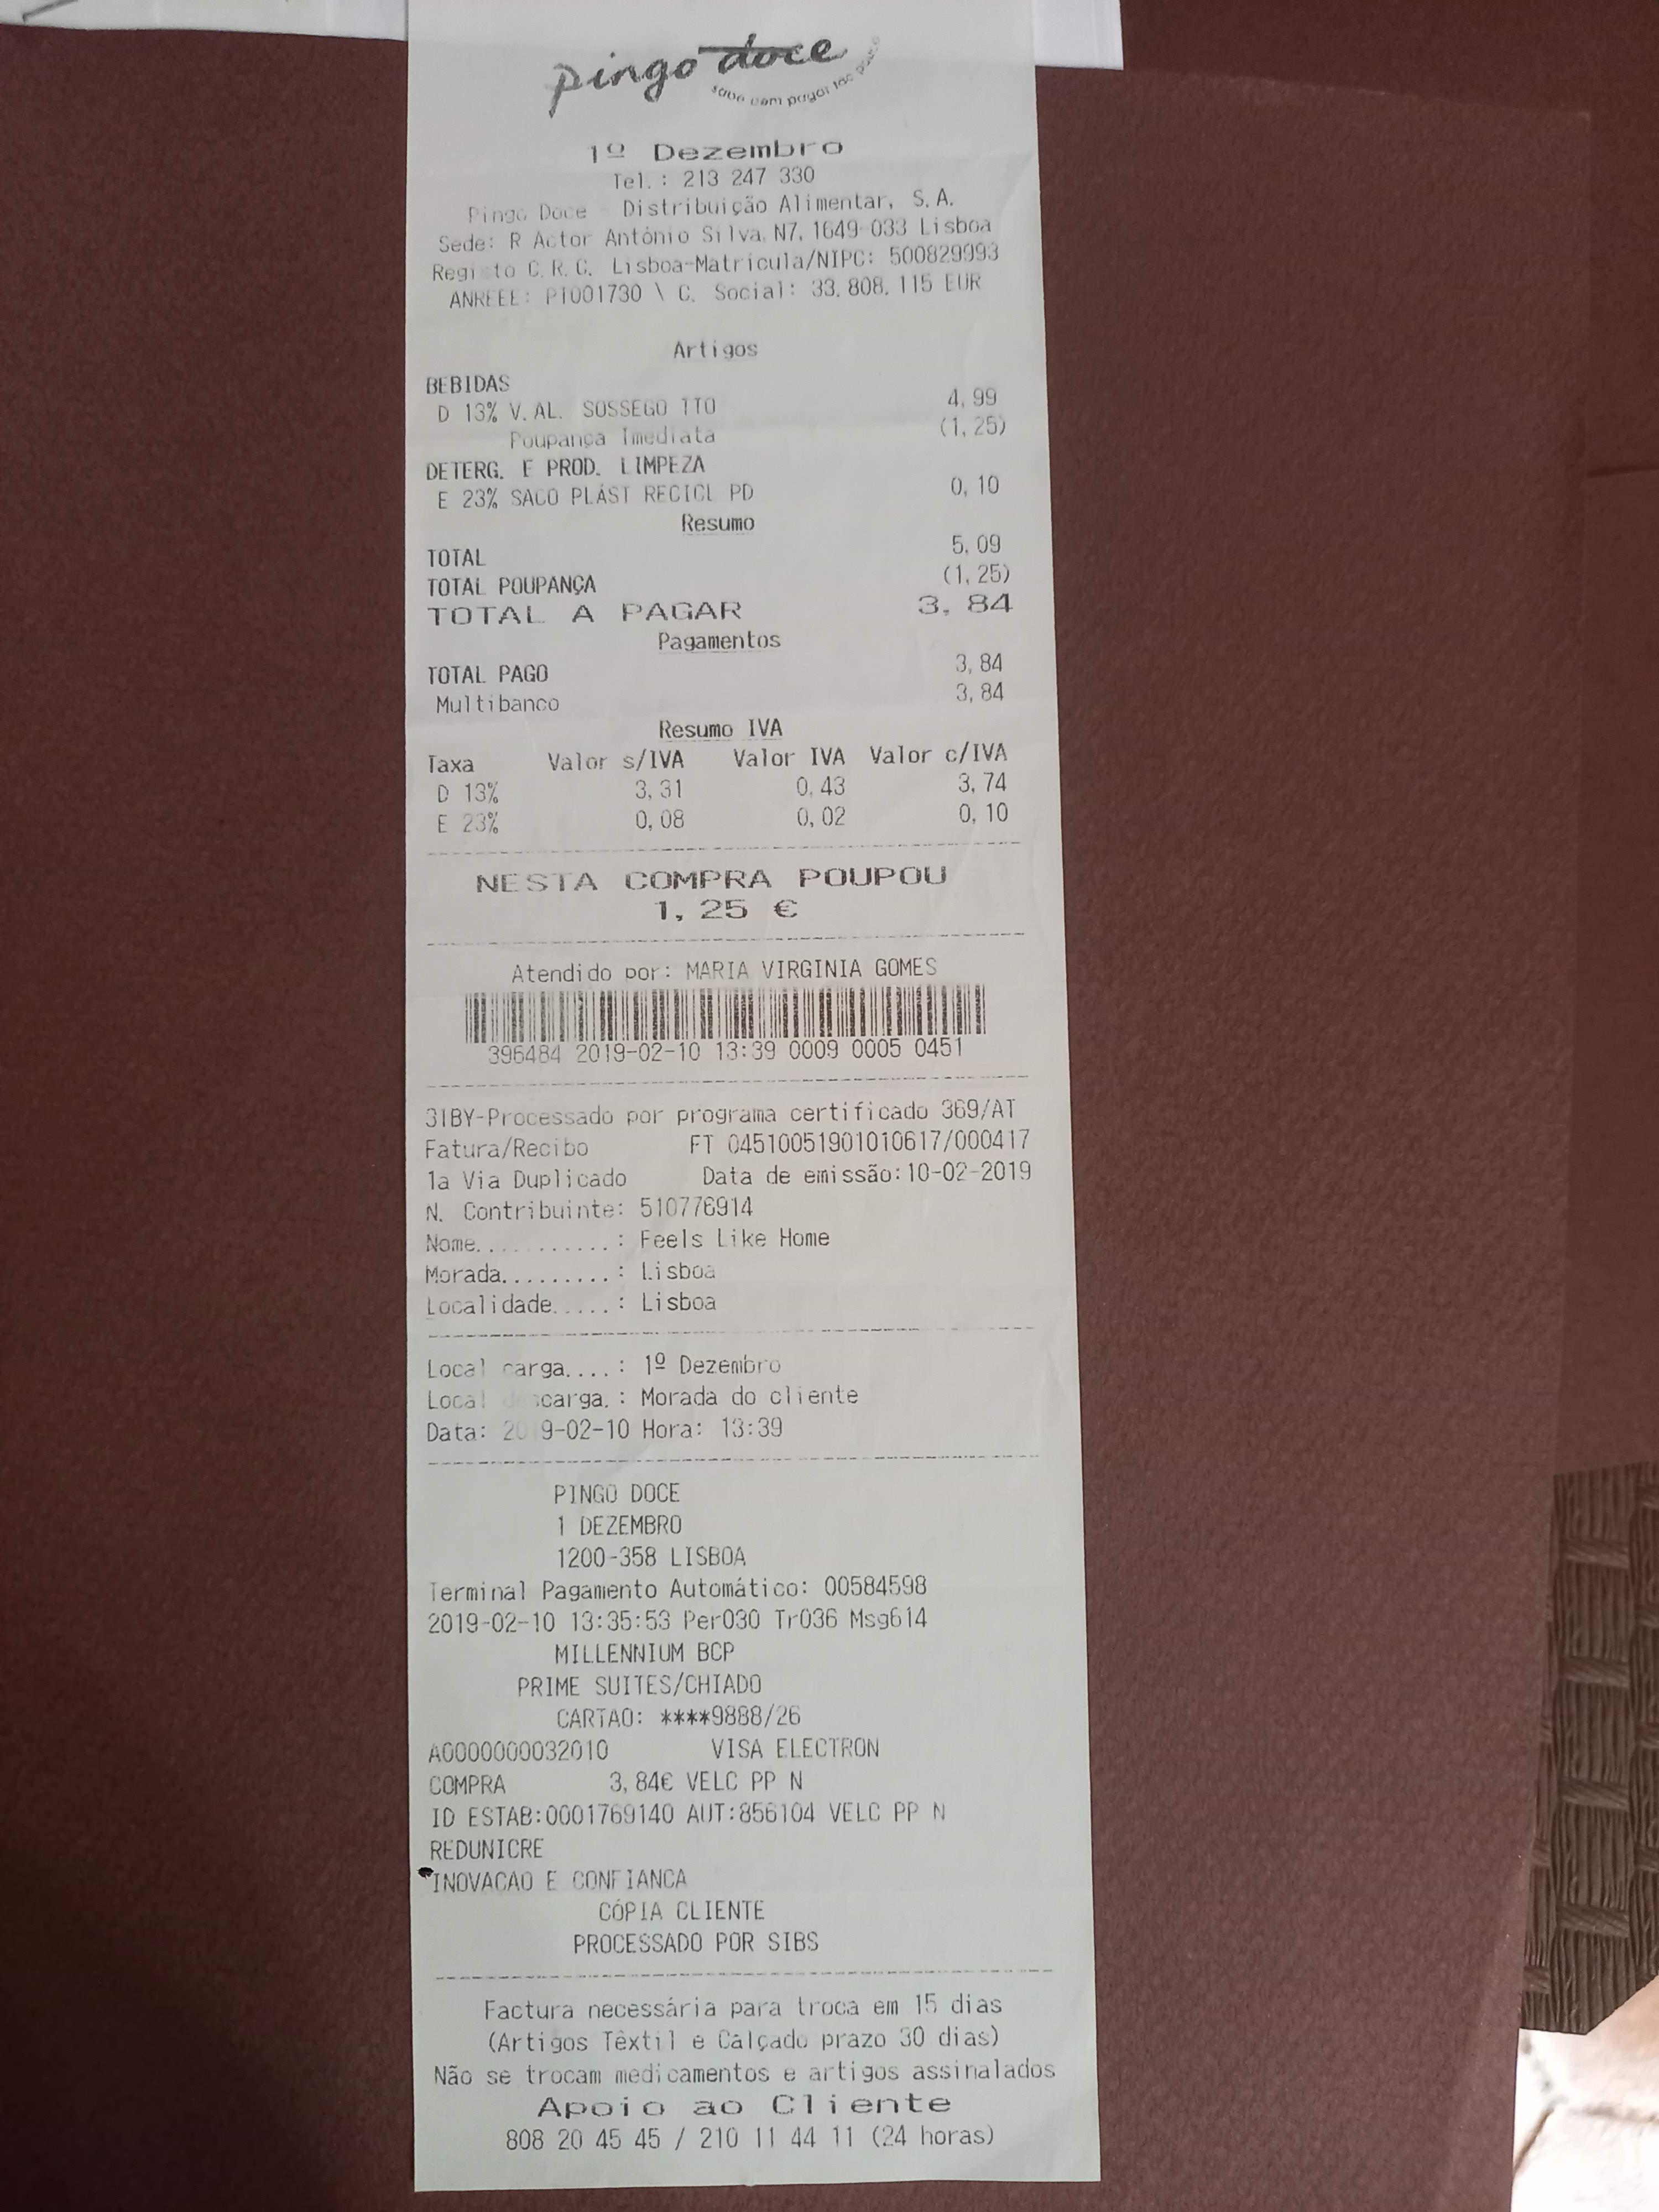 pingo doce
sabe bem pagar tão pouco
1º Dezembro
Tel.: 213 247 330
Pingo Doce - Distribuição Alimentar, S.A.
Sede: R Actor António Silva, N7, 1649-033 Lisboa
Registo C.R.C. Lisboa-Matrícula/NIPC: 500829993
ANREEE: PT001730 \ C. Social: 33.808.115 EUR
Artigos
BEBIDAS
D 13% V.AL. SOSSEGO TTO 4,99
Poupança Imediata (1,25)
DETERG. E PROD. LIMPEZA
E 23% SACO PLÁST RECICL PD 0,10
Resumo
TOTAL 5,09
TOTAL POUPANÇA (1,25)
TOTAL A PAGAR 3,84
Pagamentos
TOTAL PAGO 3,84
Multibanco 3,84
Resumo IVA
Taxa Valor s/IVA Valor IVA Valor c/IVA
D 13% 3,31 0,43 3,74
E 23% 0,08 0,02 0,10
NESTA COMPRA POUPOU
1,25 €
Atendido por: MARIA VIRGINIA GOMES
396484 2019-02-10 13:39 0009 0005 0451
3IBY-Processado por programa certificado 369/AT
Fatura/Recibo FT 04510051901010617/000417
1a Via Duplicado Data de emissão:10-02-2019
N. Contribuinte: 510776914
Nome...........: Feels Like Home
Morada.........: Lisboa
Localidade.....: Lisboa
Local carga....: 1º Dezembro
Local descarga.: Morada do cliente
Data: 2019-02-10 Hora: 13:39
PINGO DOCE
1 DEZEMBRO
1200-358 LISBOA
Terminal Pagamento Automático: 00584598
2019-02-10 13:35:53 Per030 Tr036 Msg614
MILLENNIUM BCP
PRIME SUITES/CHIADO
CARTAO: ****9888/26
A0000000032010 VISA ELECTRON
COMPRA 3,84€ VELC PP N
ID ESTAB:0001769140 AUT:856104 VELC PP N
REDUNICRE
INOVACAO E CONFIANCA
CÓPIA CLIENTE
PROCESSADO POR SIBS
Factura necessária para troca em 15 dias
(Artigos Têxtil e Calçado prazo 30 dias)
Não se trocam medicamentos e artigos assinalados
Apoio ao Cliente
808 20 45 45 / 210 11 44 11 (24 horas)